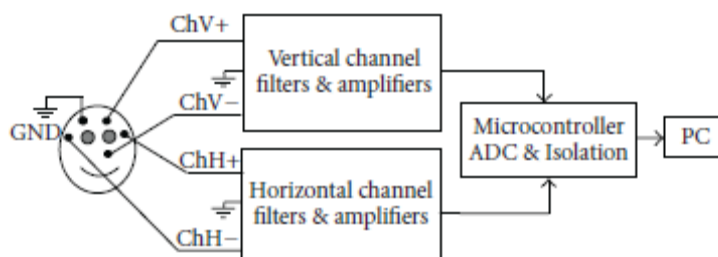 ChV+
Vertical channel
filters & amplifiers
ChV−
GND
Microcontroller
ADC & Isolation
PC
ChH+
Horizontal channel
filters & amplifiers
ChH−